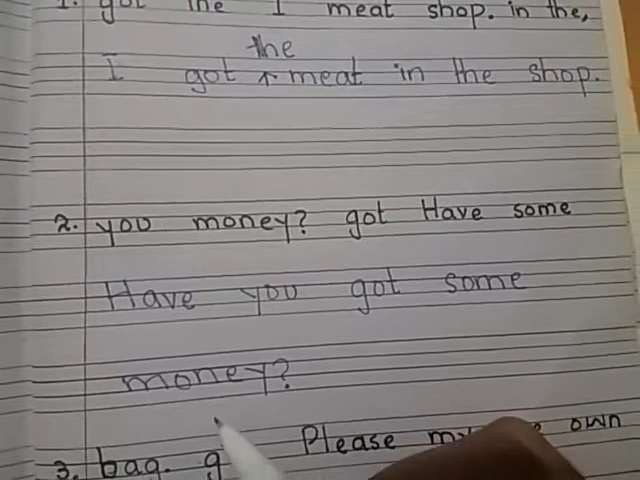 1. got the I meat shop. in the,
the
I got ↑ meat in the shop.
2. you money? got Have some
Have you got some
money?
3. bag. g Please own